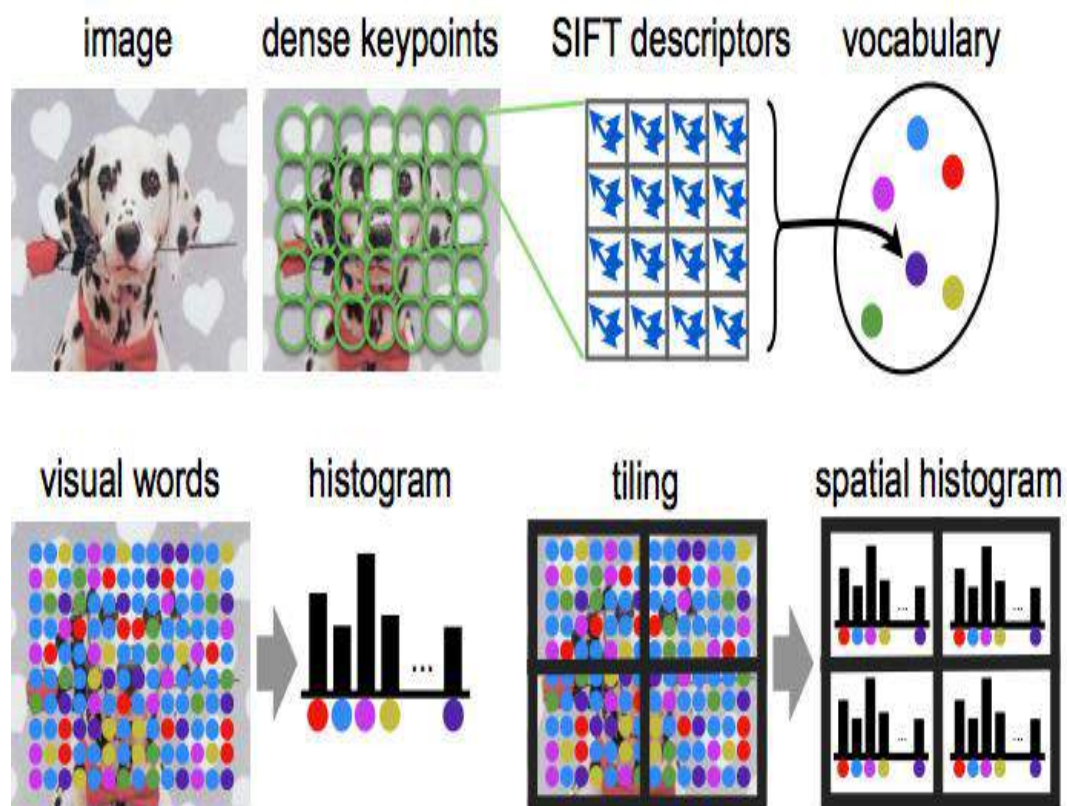 image
dense keypoints
SIFT descriptors
vocabulary
visual words
histogram
tiling
spatial histogram
...
...
...
...
...